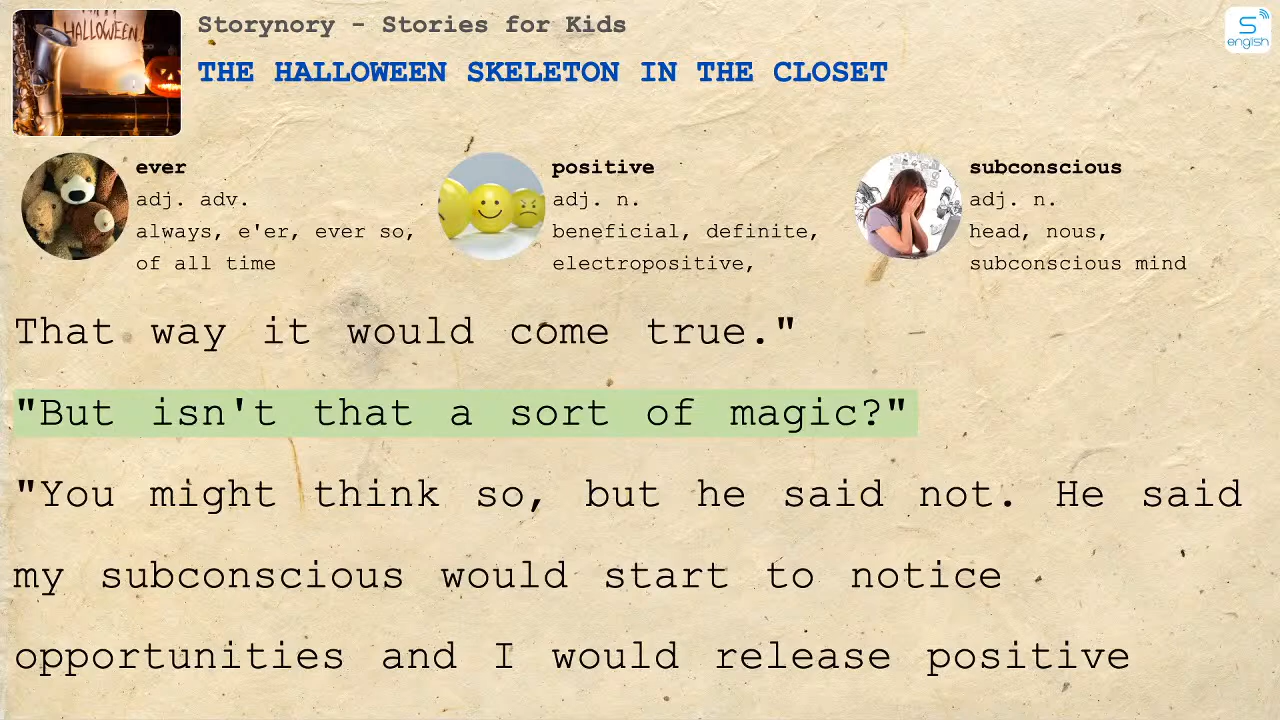 Storynory - Stories for Kids
THE HALLOWEEN SKELETON IN THE CLOSET
HALLOWEEN
S
english
ever
adj. adv.
always, e'er, ever so,
of all time
positive
adj. n.
beneficial, definite,
electropositive,
subconscious
adj. n.
head, nous,
subconscious mind
That way it would come true."
"But isn't that a sort of magic?"
"You might think so, but he said not. He said
my subconscious would start to notice
opportunities and I would release positive